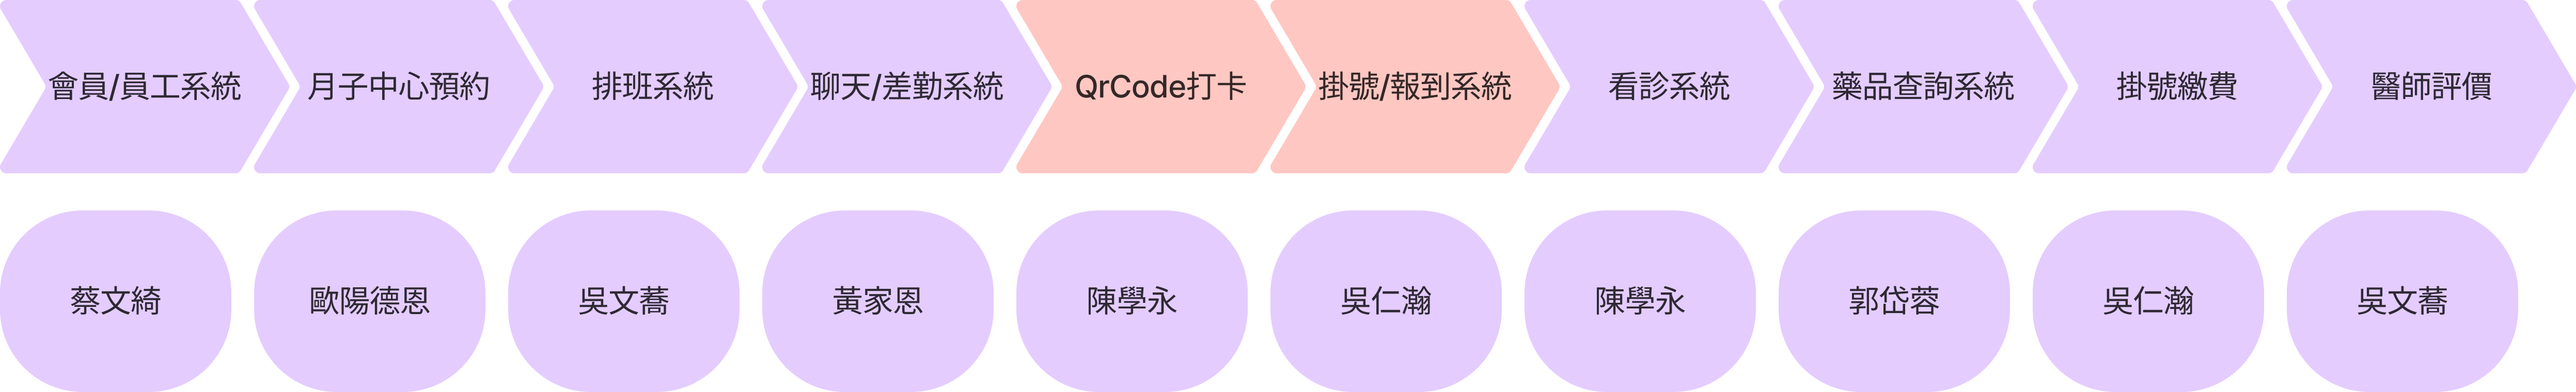 會員/員工系統
月子中心預約
排班系統
聊天/差勤系統
QrCode打卡
掛號/報到系統
看診系統
藥品查詢系統
掛號繳費
醫師評價
蔡文綺
歐陽德恩
吳文蕎
黃家恩
陳學永
吳仁瀚
陳學永
郭岱蓉
吳仁瀚
吳文蕎